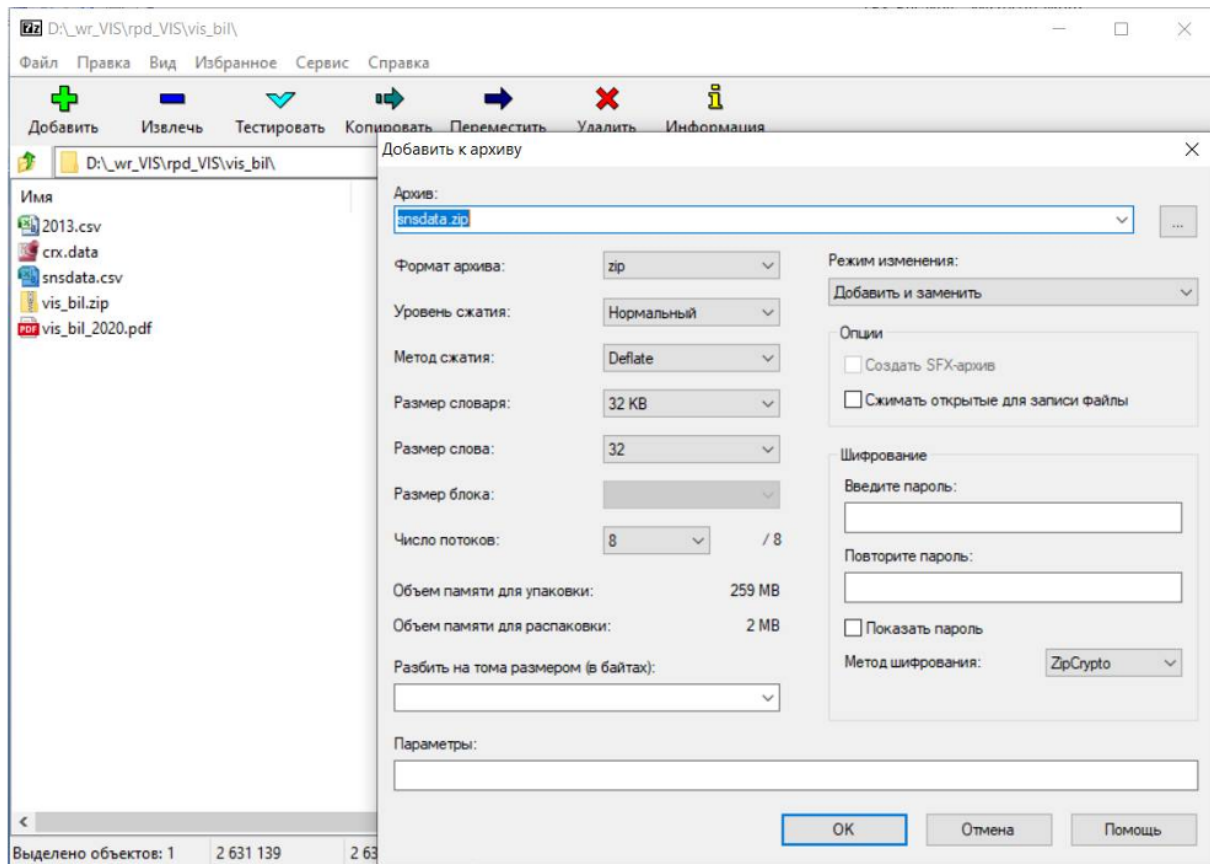 D:\_wr_VIS\rpd_VIS\vis_bil\
Файл Правка Вид Избранное Сервис Справка
Добавить Извлечь Тестировать Копировать Переместить Удалить Информация
D:\_wr_VIS\rpd_VIS\vis_bil\
Имя
2013.csv
crx.data
snsdata.csv
vis_bil.zip
vis_bil_2020.pdf
Выделено объектов: 1 2 631 139 2 63
Добавить к архиву
Архив:
snsdata.zip
...
Формат архива: zip
Уровень сжатия: Нормальный
Метод сжатия: Deflate
Размер словаря: 32 KB
Размер слова: 32
Размер блока:
Число потоков: 8 / 8
Объем памяти для упаковки: 259 MB
Объем памяти для распаковки: 2 MB
Разбить на тома размером (в байтах):
Режим изменения:
Добавить и заменить
Опции
Создать SFX-архив
Сжимать открытые для записи файлы
Шифрование
Введите пароль:
Повторите пароль:
Показать пароль
Метод шифрования: ZipCrypto
Параметры:
OK Отмена Помощь